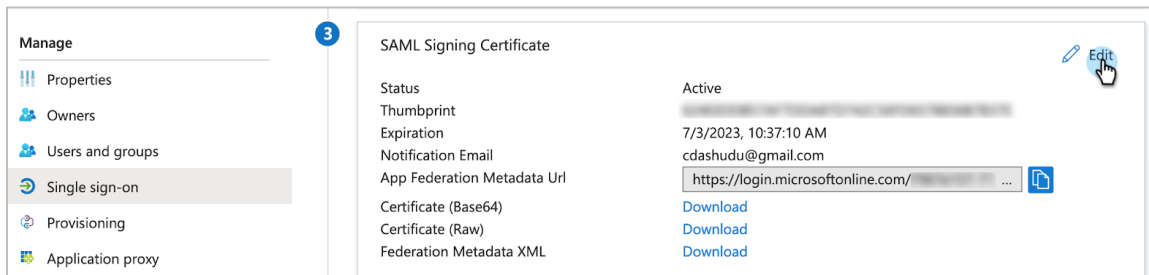 Manage
Properties
Owners
Users and groups
Single sign-on
Provisioning
Application proxy
3
SAML Signing Certificate
Edit
Status Active
Thumbprint
Expiration 7/3/2023, 10:37:10 AM
Notification Email cdashudu@gmail.com
App Federation Metadata Url https://login.microsoftonline.com/ ...
Certificate (Base64) Download
Certificate (Raw) Download
Federation Metadata XML Download